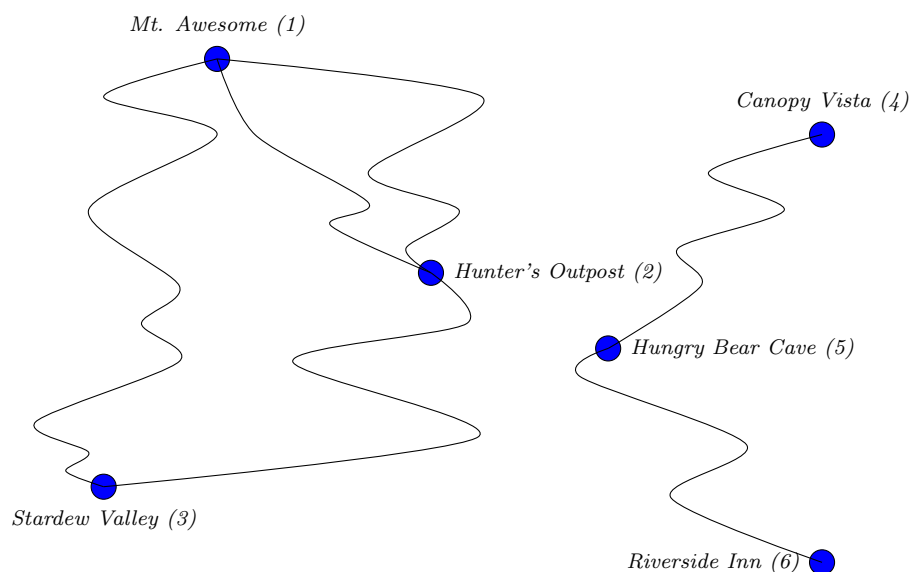 Mt. Awesome (1)
Canopy Vista (4)
Hunter's Outpost (2)
Hungry Bear Cave (5)
Stardew Valley (3)
Riverside Inn (6)